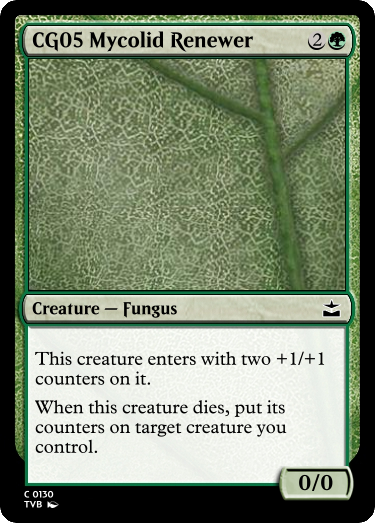 CG05 Mycolid Renewer 2
Creature — Fungus
This creature enters with two +1/+1
counters on it.
When this creature dies, put its
counters on target creature you
control.
0/0
C 0130
TVB